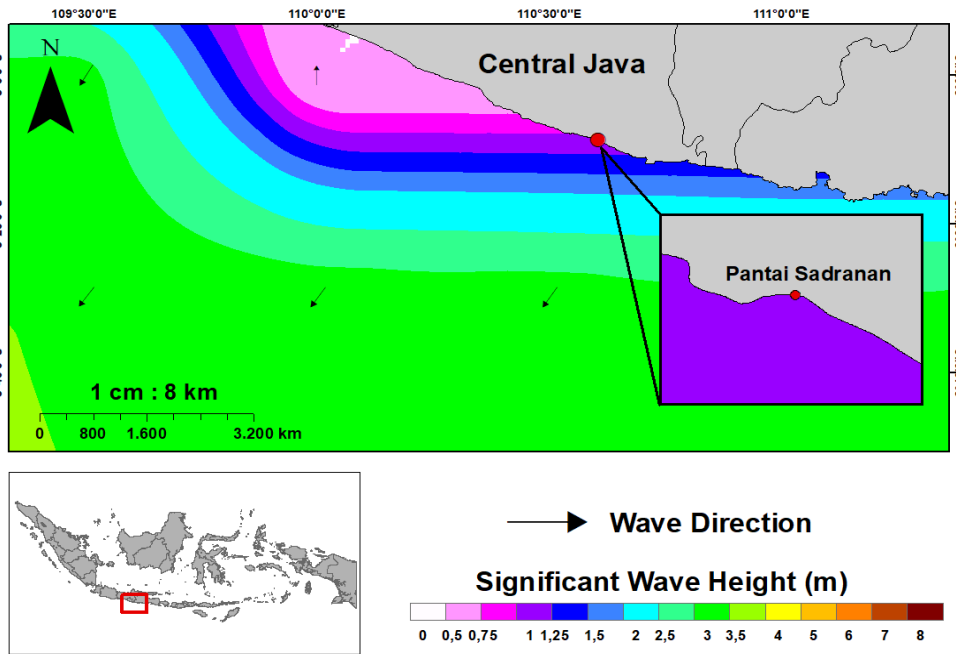 109°30'0"E 110°0'0"E 110°30'0"E 111°0'0"E
N
Central Java
Pantai Sadranan
1 cm : 8 km
0 800 1.600 3.200 km
Wave Direction
Significant Wave Height (m)
0 0,5 0,75 1 1,25 1,5 2 2,5 3 3,5 4 5 6 7 8